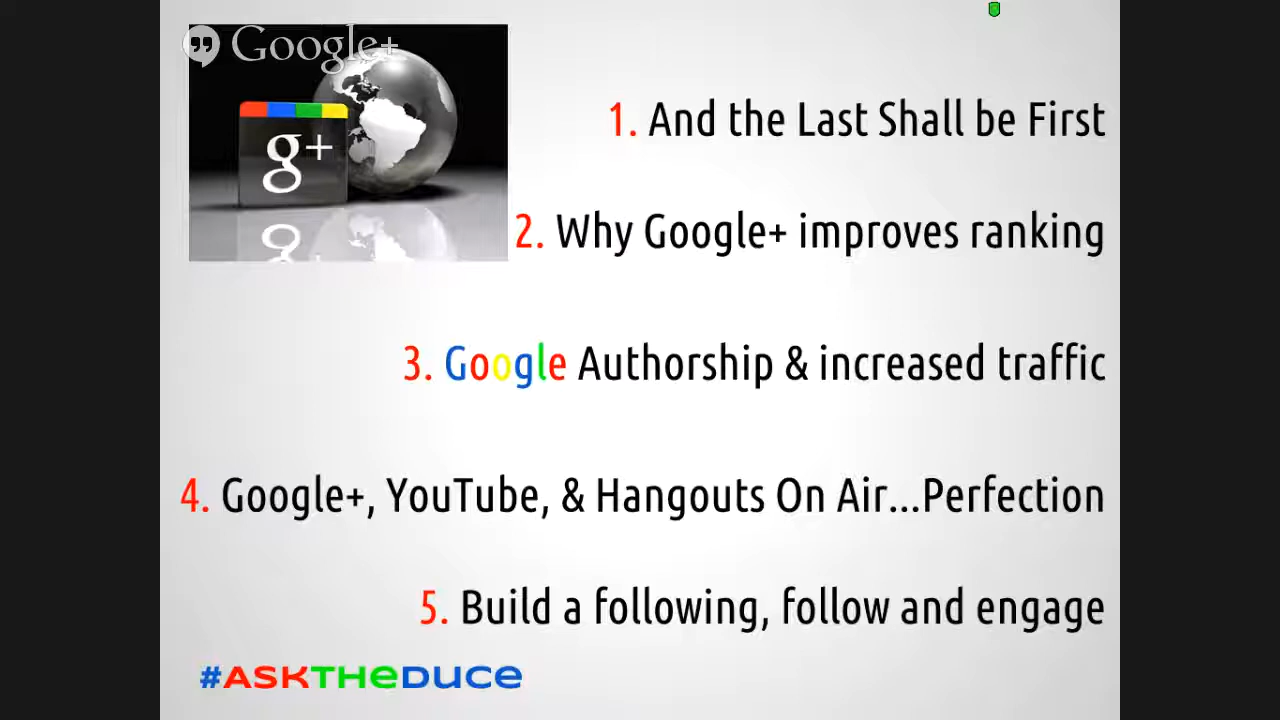 Google+
g+
1. And the Last Shall be First
2. Why Google+ improves ranking
3. Google Authorship & increased traffic
4. Google+, YouTube, & Hangouts On Air...Perfection
5. Build a following, follow and engage
#ASKTHEDUCE